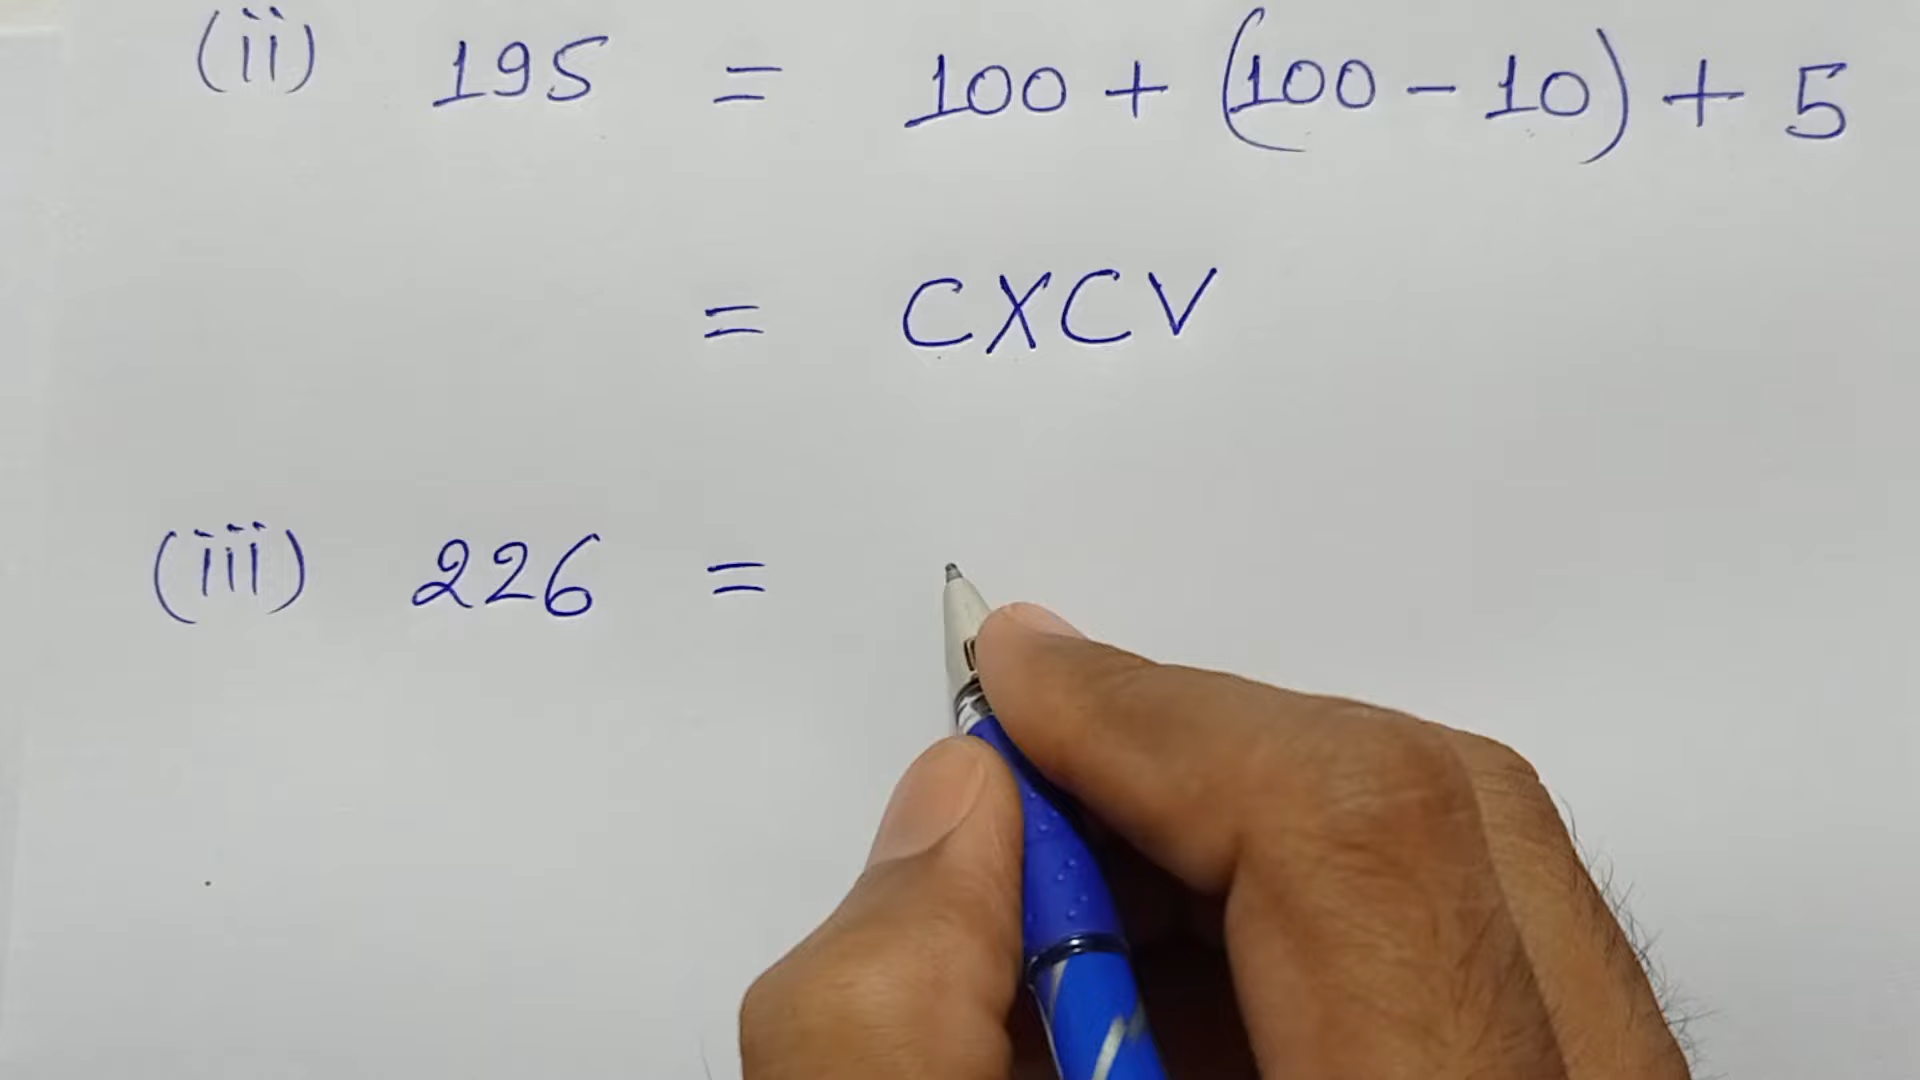 (ii) 195 = 100 + (100 - 10) + 5
= CXCV
(iii) 226 =